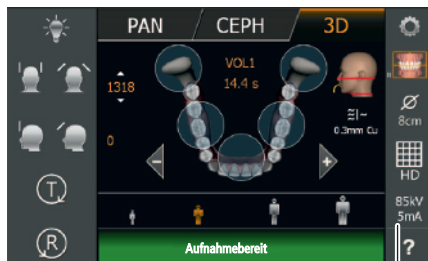 PAN
CEPH
3D
VOL1
14.4 s
1318
0
0.3mm Cu
8cm
HD
85kV
5mA
T
R
Aufnahmebereit
?